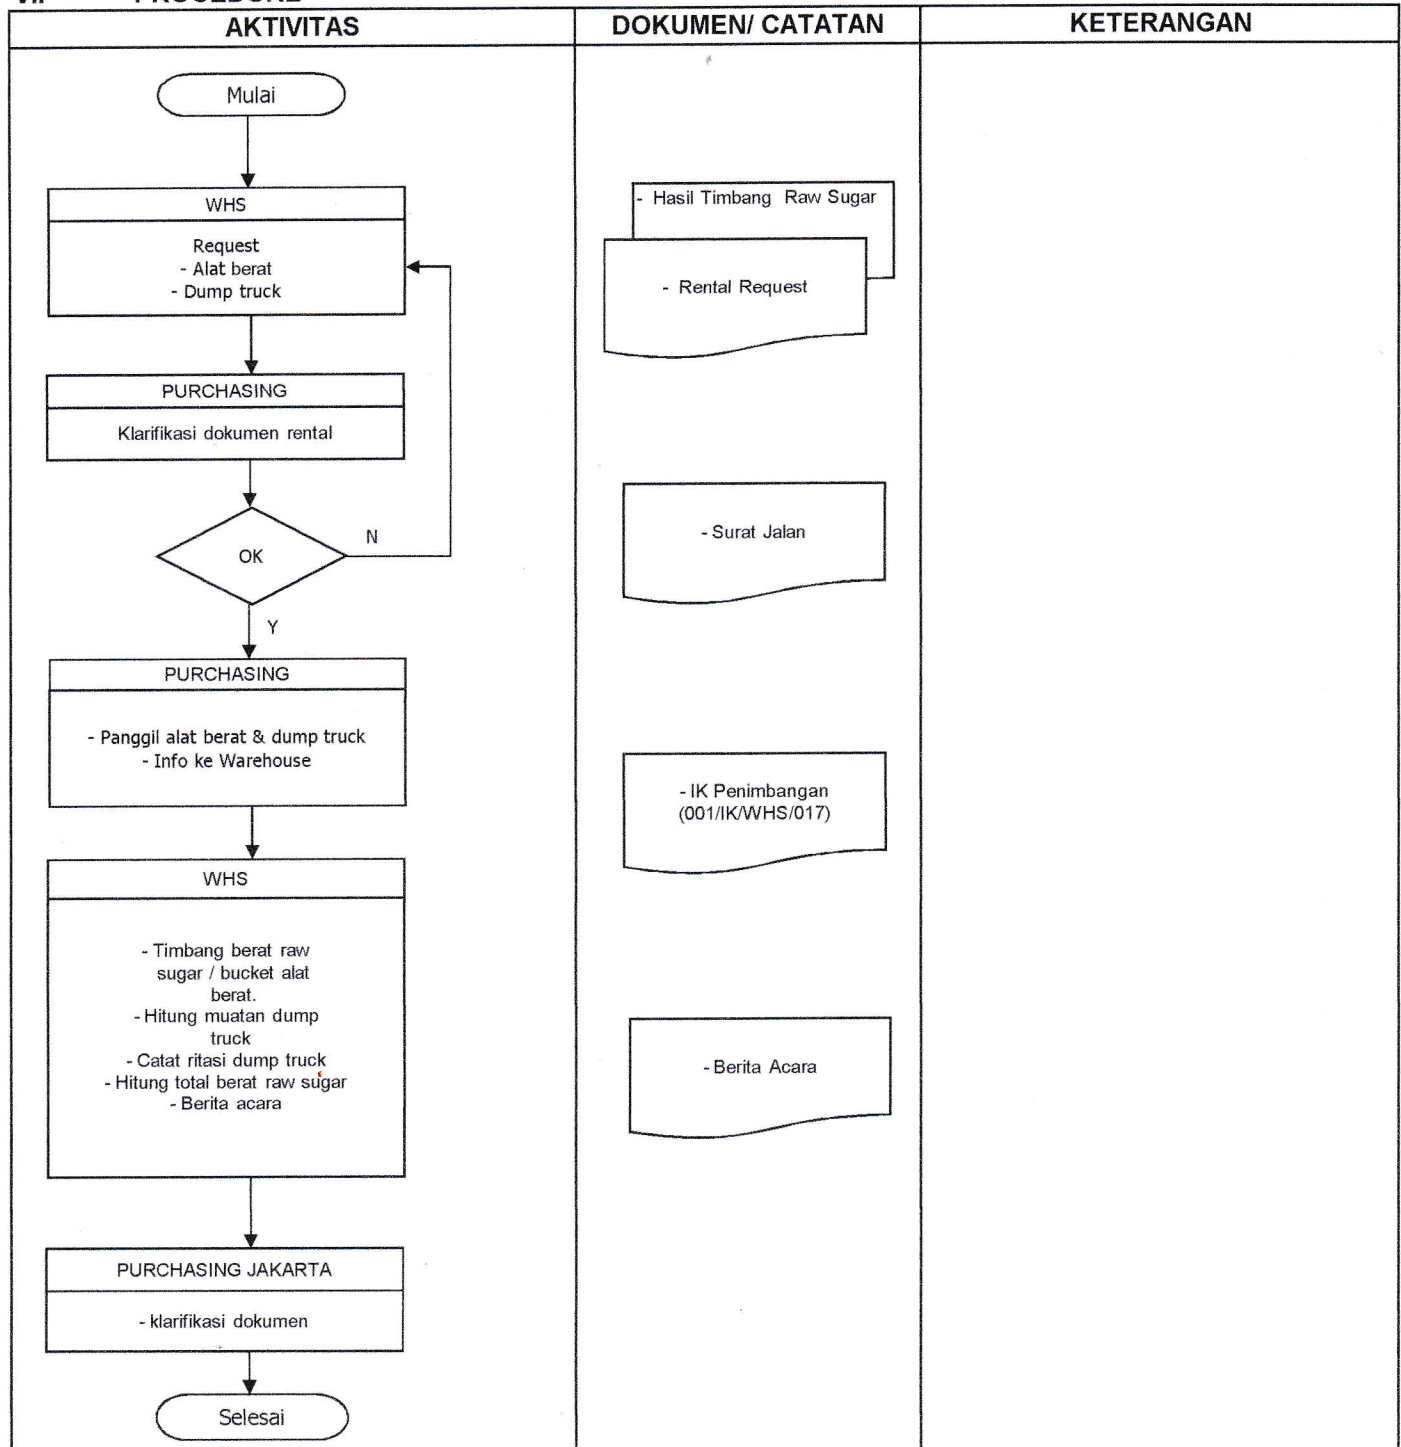 PROCEDURE
AKTIVITAS
DOKUMEN/ CATATAN
KETERANGAN
Mulai
WHS
Request
- Alat berat
- Dump truck
- Hasil Timbang Raw Sugar
- Rental Request
PURCHASING
Klarifikasi dokumen rental
OK
N
Y
- Surat Jalan
PURCHASING
- Panggil alat berat & dump truck
- Info ke Warehouse
- IK Penimbangan
(001/IK/WHS/017)
WHS
- Timbang berat raw
sugar / bucket alat
berat.
- Hitung muatan dump
truck
- Catat ritasi dump truck
- Hitung total berat raw sugar
- Berita acara
- Berita Acara
PURCHASING JAKARTA
- klarifikasi dokumen
Selesai